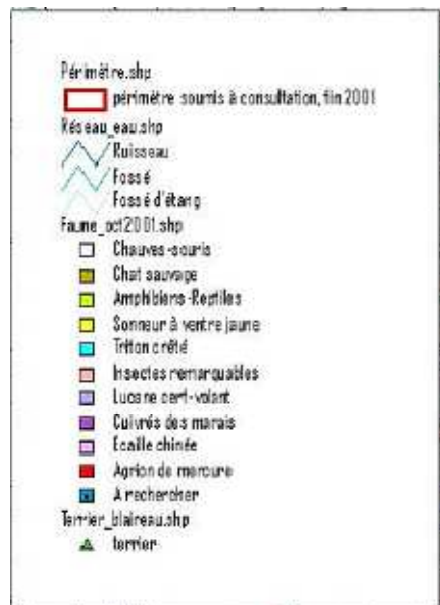 Périmètre.shp
périmètre soumis à consultation, fin 2001
Réseau_eau.shp
Ruisseau
Fossé
Fossé d'étang
Faune_oct2001.shp
Chauves-souris
Chat sauvage
Amphibiens-Reptiles
Sonneur à ventre jaune
Triton crêté
Insectes remarquables
Lucane cerf-volant
Cuivrés des marais
Ecaille chinée
Agrion de mercure
A rechercher
Terrier_blaireau.shp
terrier